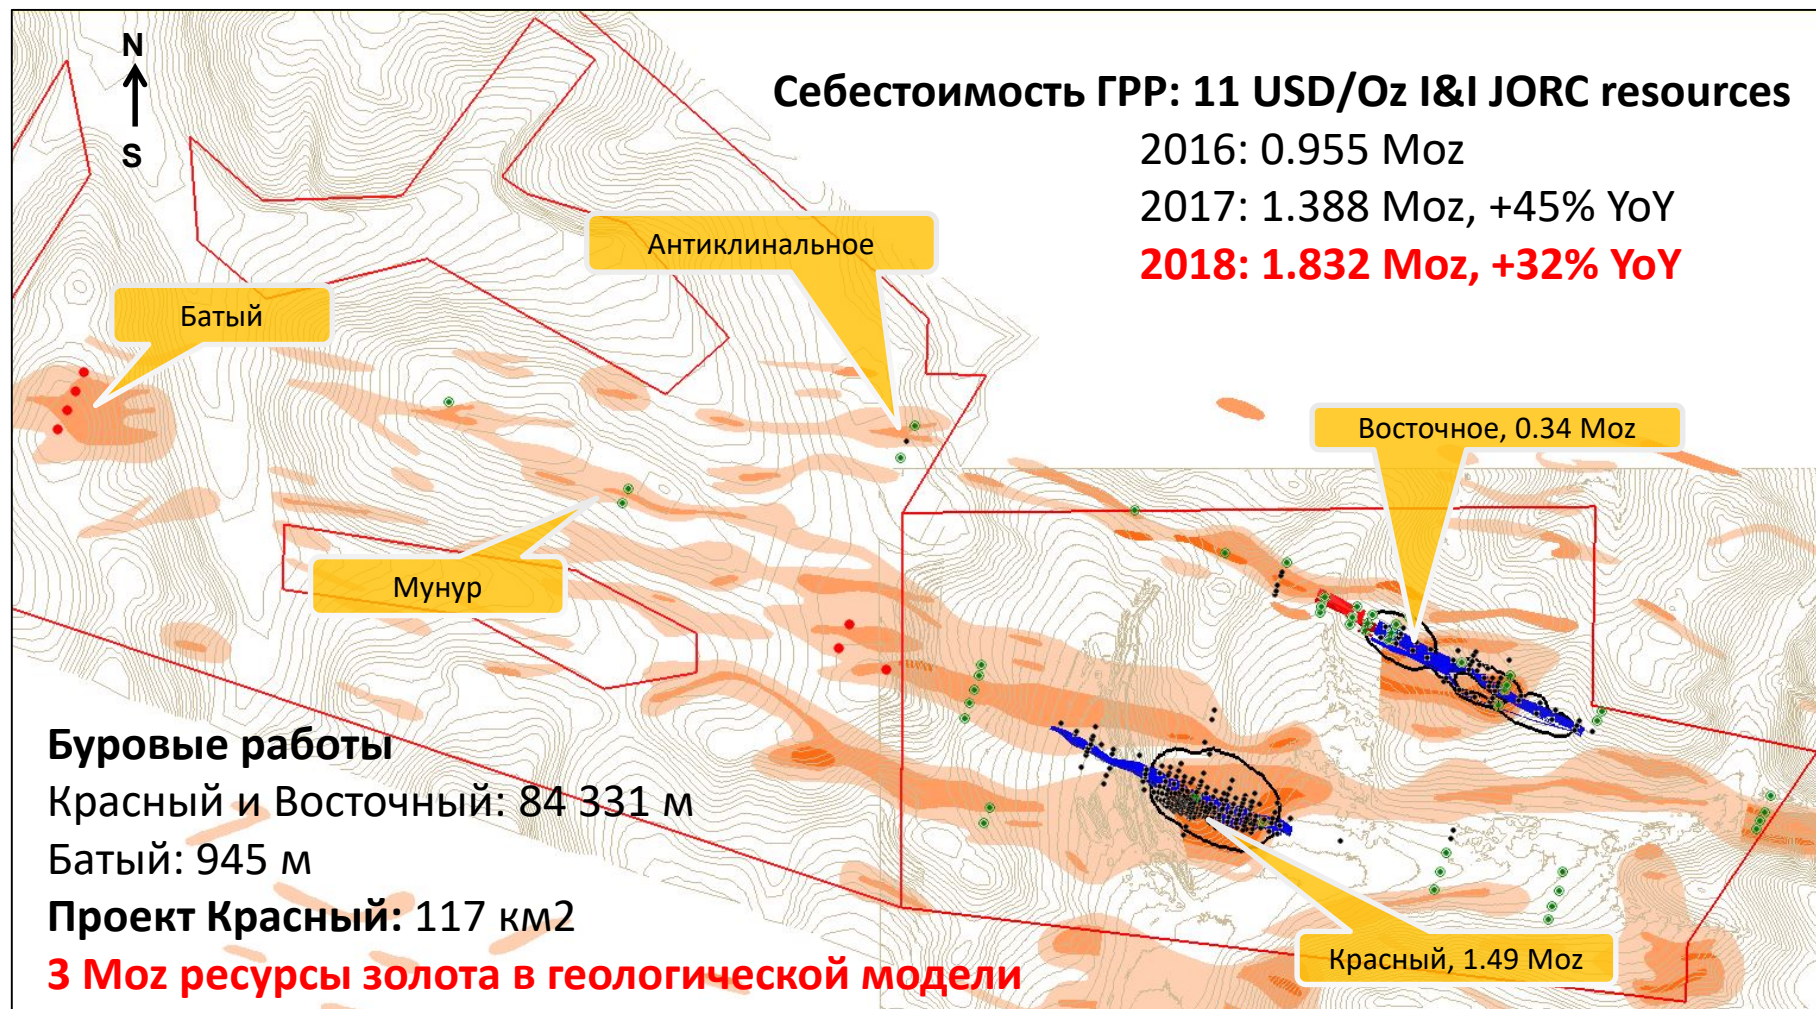 N
S
Себестоимость ГРР: 11 USD/Oz I&I JORC resources
2016: 0.955 Moz
2017: 1.388 Moz, +45% YoY
2018: 1.832 Moz, +32% YoY
Антиклинальное
Батый
Восточное, 0.34 Moz
Мунур
Буровые работы
Красный и Восточный: 84 331 м
Батый: 945 м
Проект Красный: 117 км2
3 Moz ресурсы золота в геологической модели
Красный, 1.49 Moz